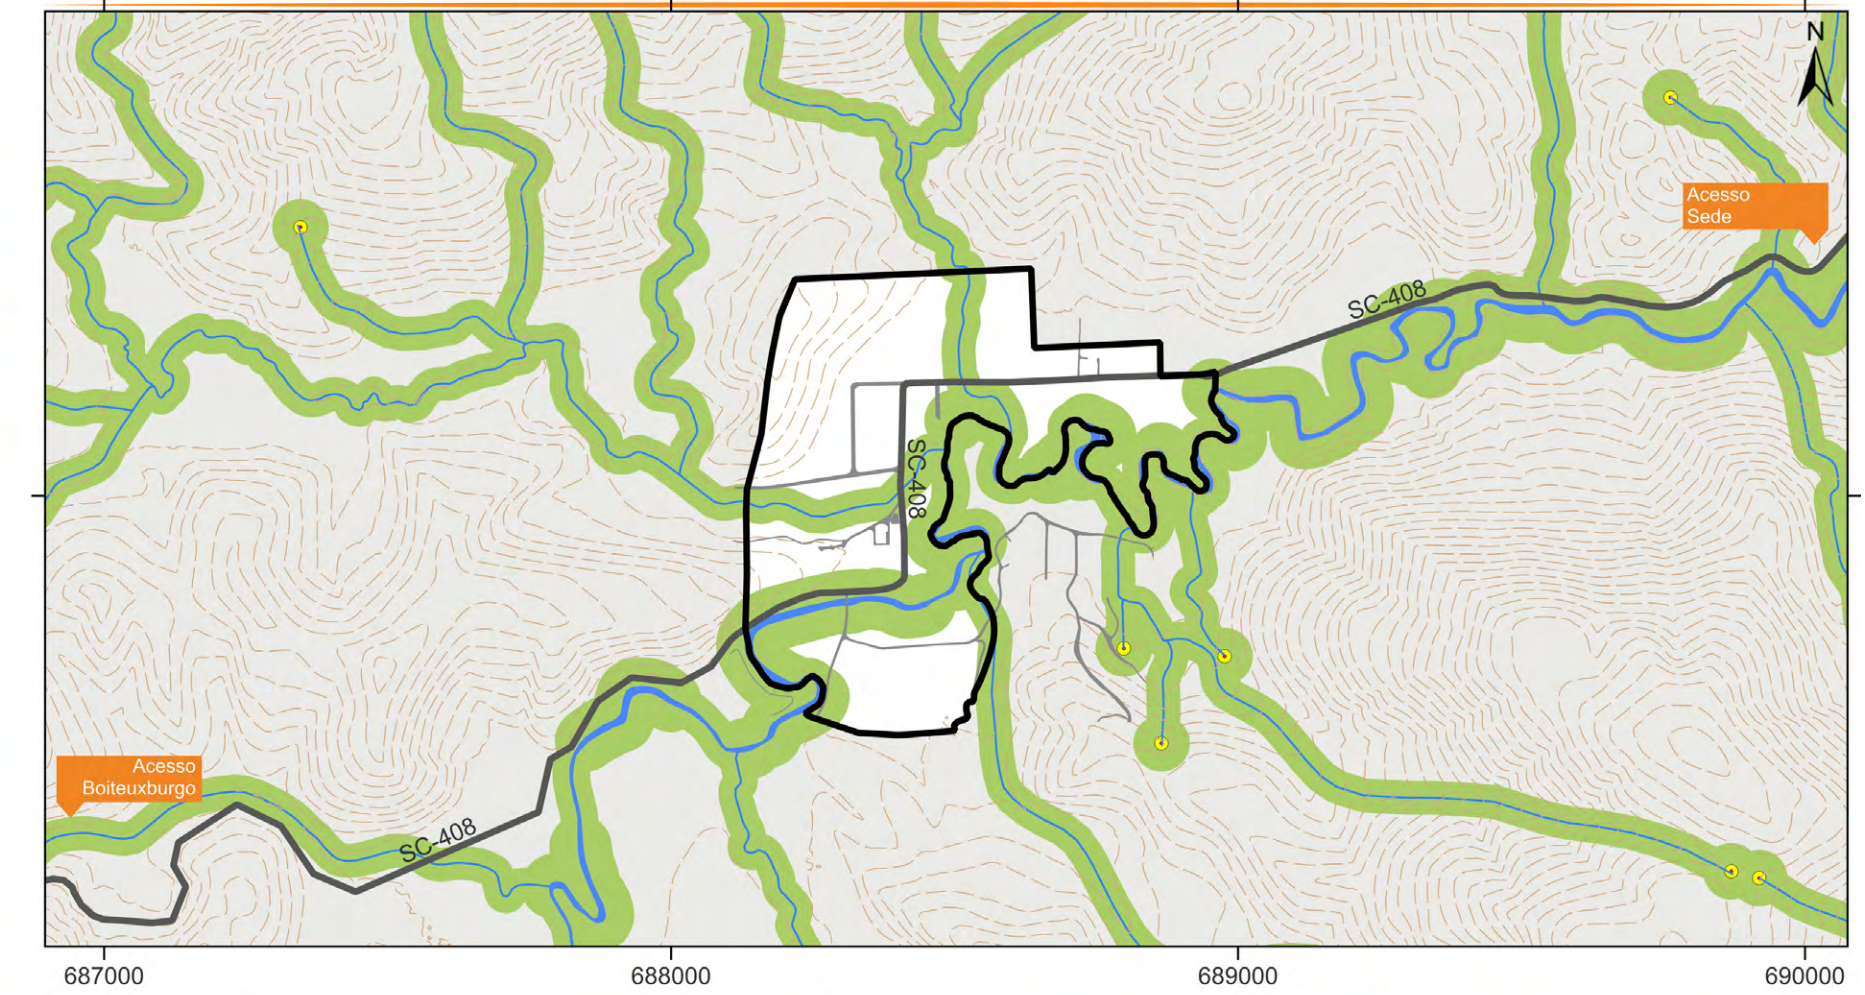 N
Acesso
Sede
SC-408
SC-408
Acesso
Boiteuxburgo
SC-408
687000
688000
689000
690000